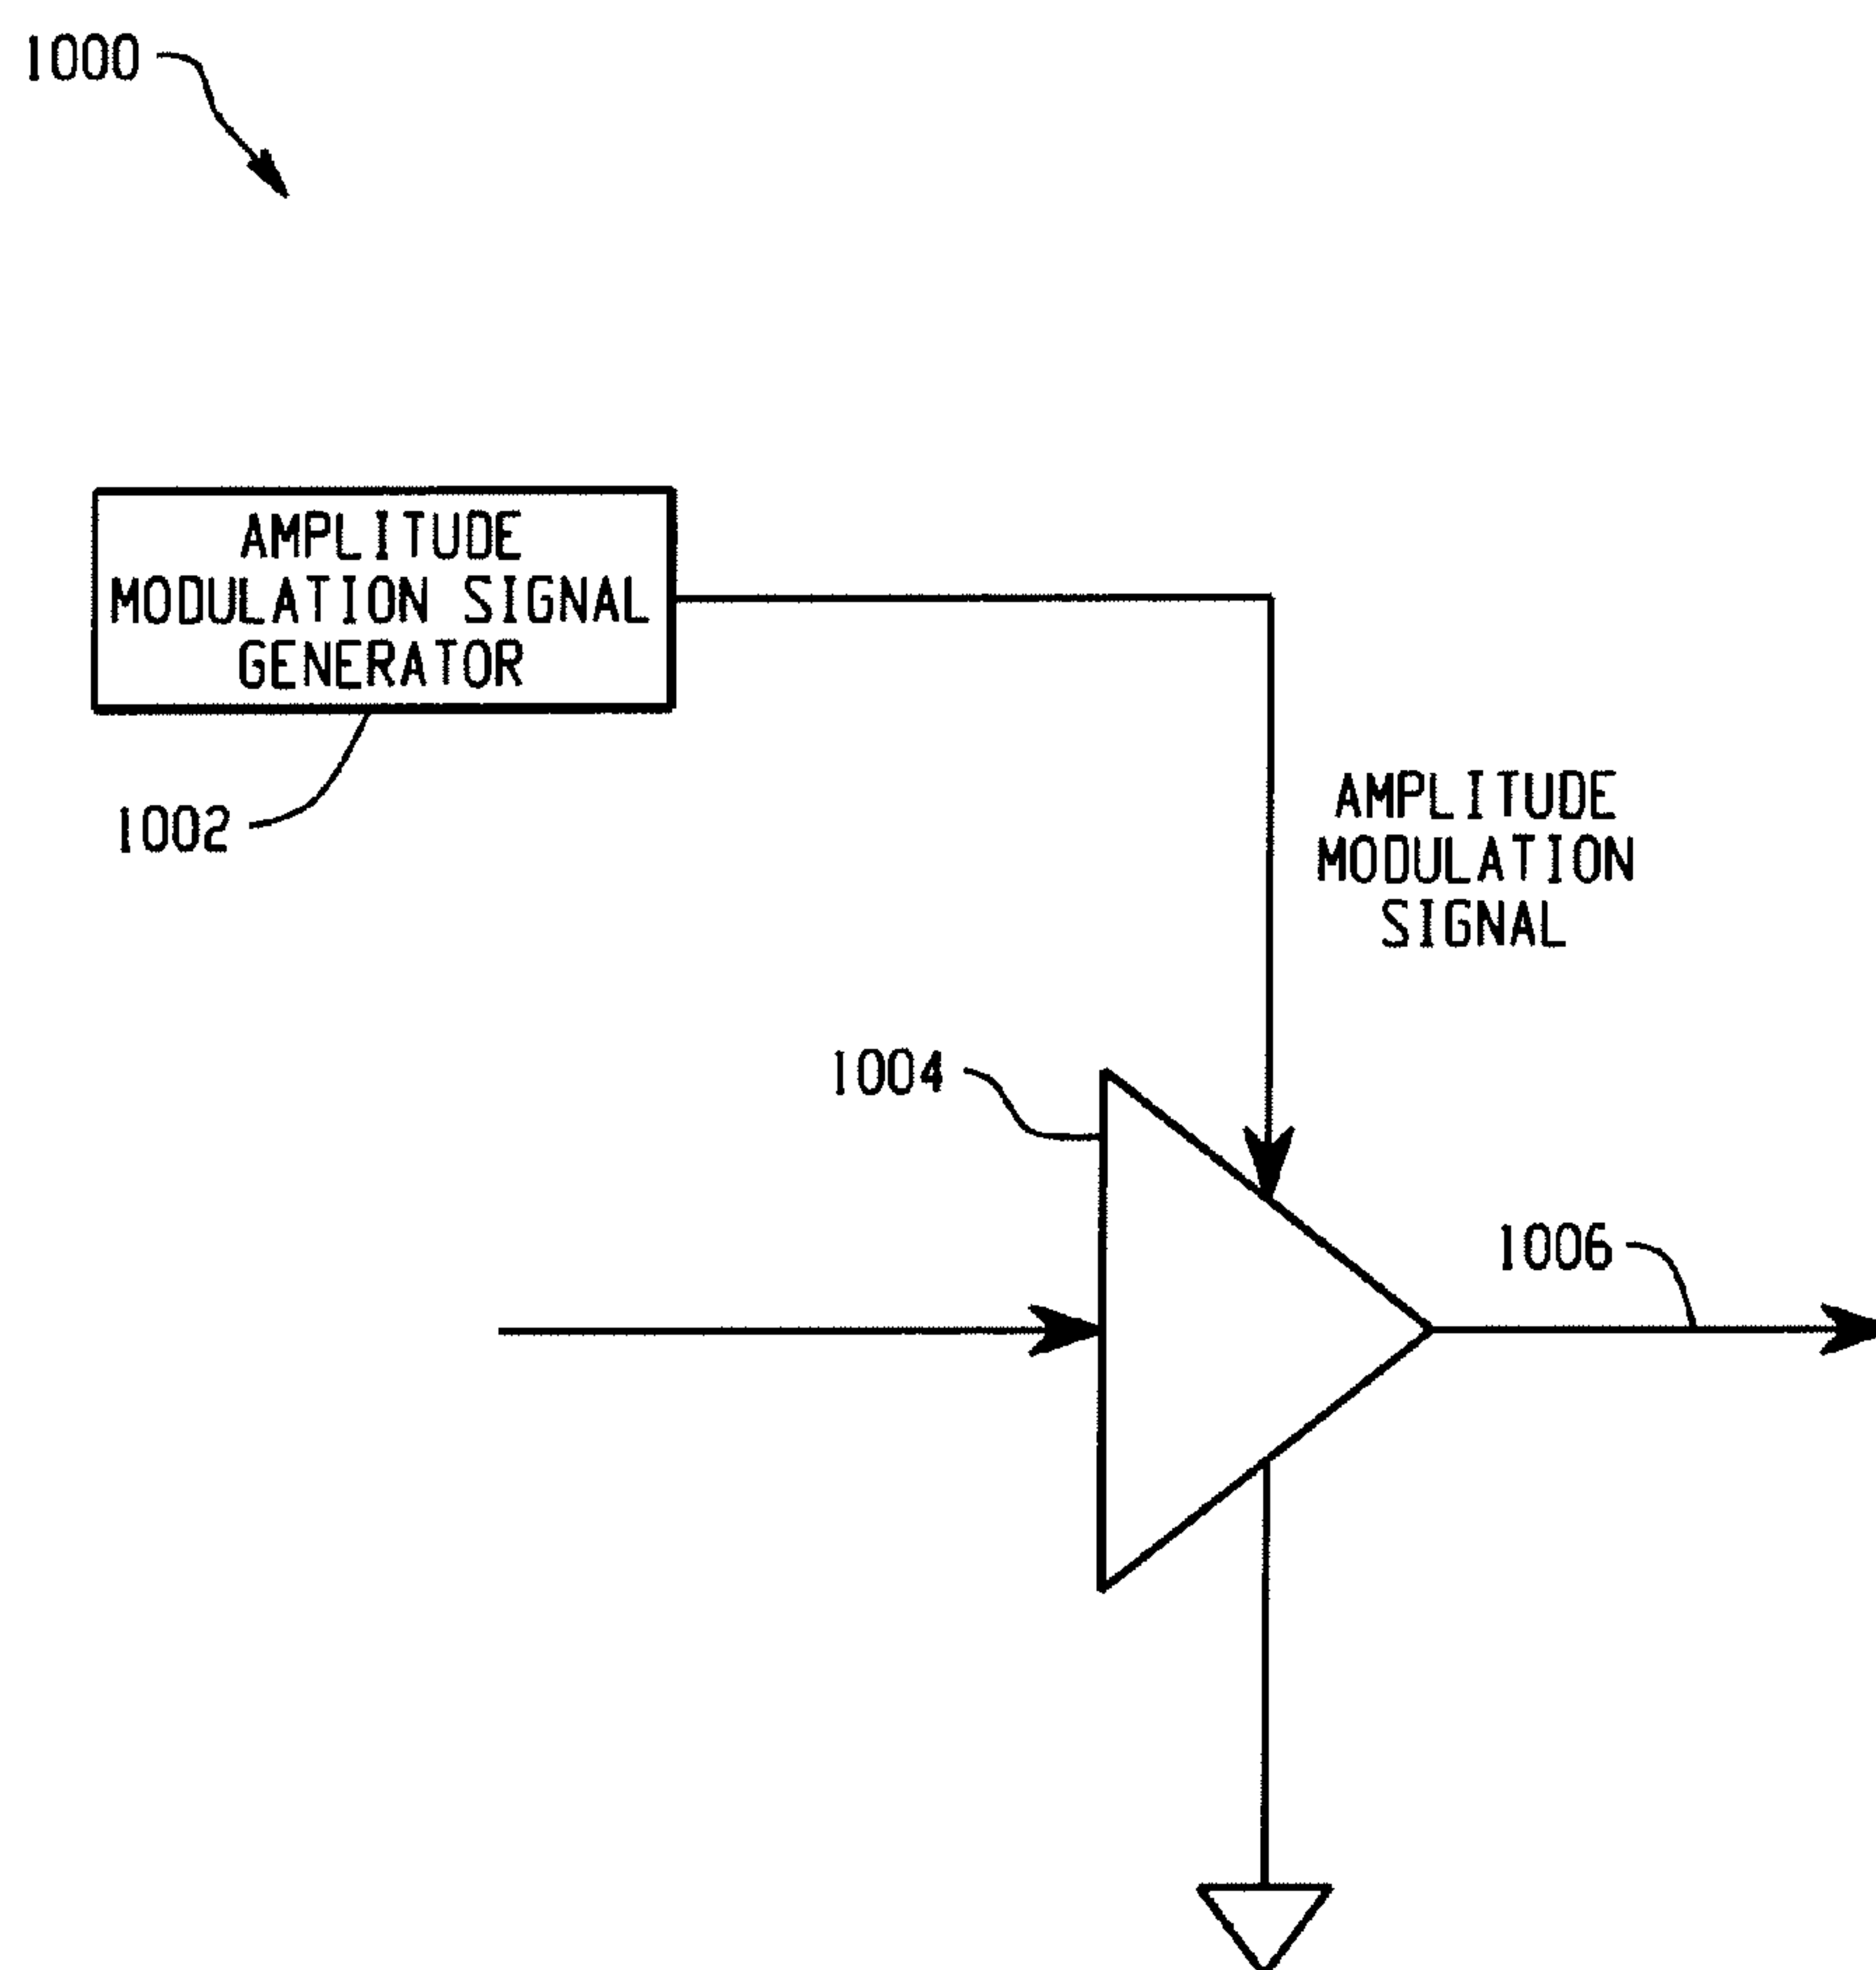 1000
AMPLITUDE
MODULATION SIGNAL
GENERATOR
1002
AMPLITUDE
MODULATION
SIGNAL
1004
1006